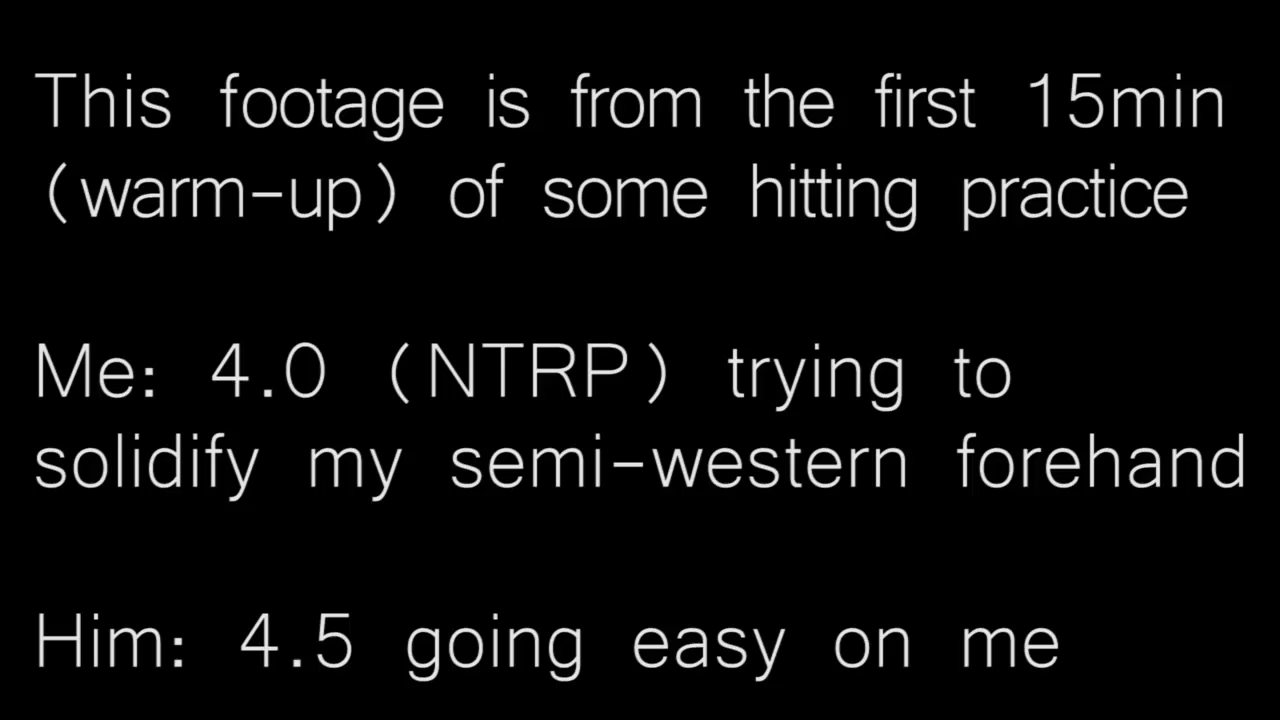 This footage is from the first 15min
(warm-up) of some hitting practice
Me: 4.0 (NTRP) trying to
solidify my semi-western forehand
Him: 4.5 going easy on me